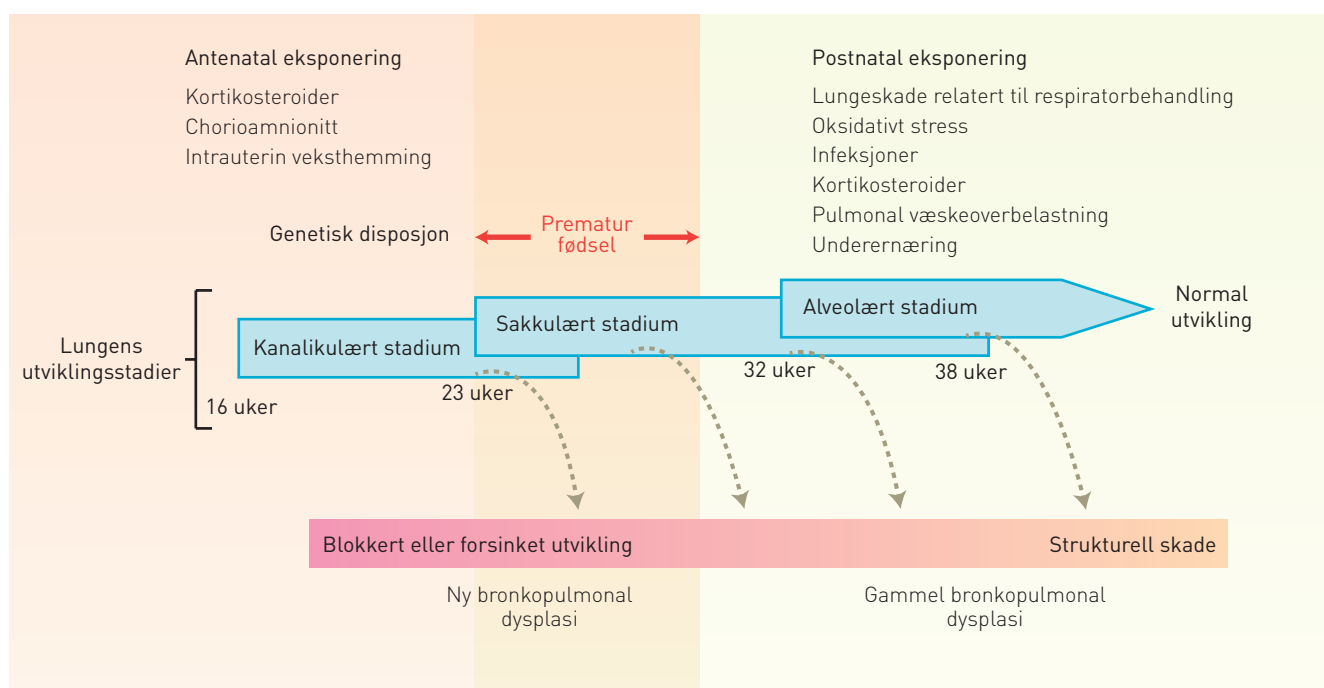 Antenatal eksponering
Kortikosteroider
Chorioamnionitt
Intrauterin veksthemming
Genetisk disposjon
Prematur
fødsel
Postnatal eksponering
Lungeskade relatert til respiratorbehandling
Oksidativt stress
Infeksjoner
Kortikosteroider
Pulmonal væskeoverbelastning
Underernæring
Lungens
utviklingsstadier
Kanalikulært stadium
Sakkulært stadium
Alveolært stadium
Normal
utvikling
16 uker
23 uker
32 uker
38 uker
Blokkert eller forsinket utvikling
Strukturell skade
Ny bronkopulmonal
dysplasi
Gammel bronkopulmonal
dysplasi